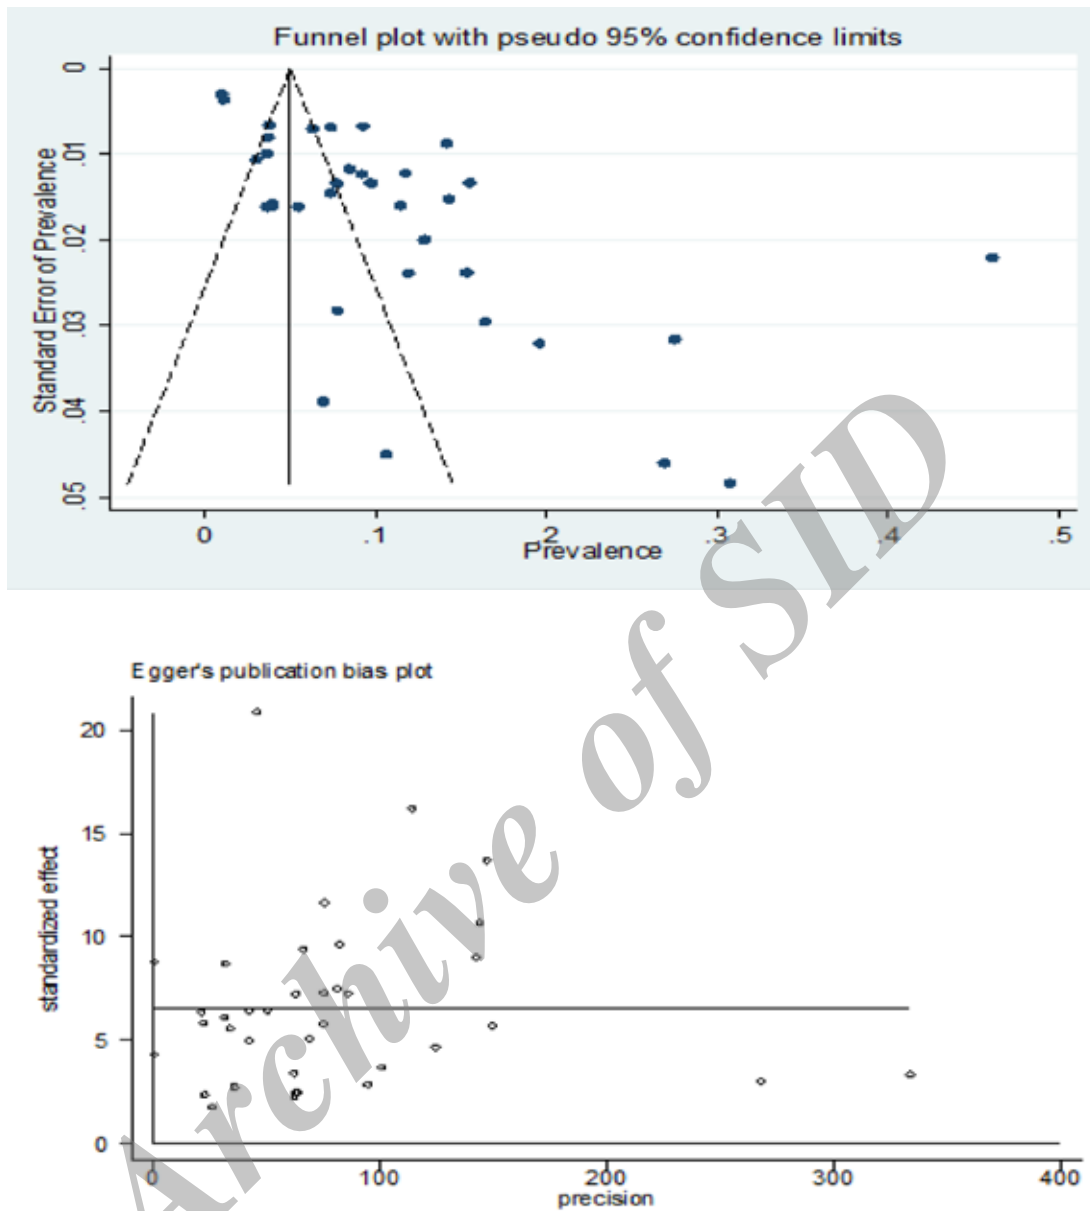 Funnel plot with pseudo 95% confidence limits
Standard Error of Prevalence
0
.01
.02
.03
.04
.05
0 .1 .2 .3 .4 .5
Prevalence
Archive of SID
Egger's publication bias plot
standardized effect
20
15
10
5
0
0 100 200 300 400
precision